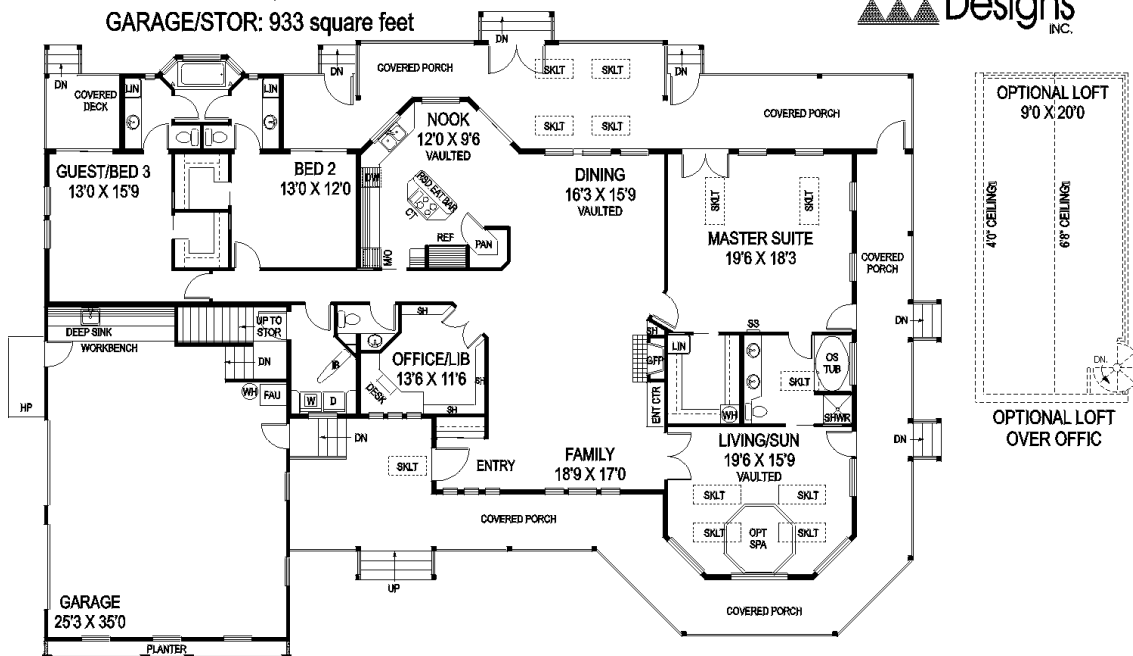 GARAGE/STOR: 933 square feet
Designs
INC.
DN
DN
DN
DN
COVERED PORCH
SKLT
SKLT
SKLT
SKLT
COVERED PORCH
COVERED
DECK
LIN
LIN
NOOK
12'0 X 9'6
VAULTED
GUEST/BED 3
13'0 X 15'9
BED 2
13'0 X 12'0
DW
RSD EAT BAR
CT
REF
PAN
M/O
DINING
16'3 X 15'9
VAULTED
SKLT
SKLT
MASTER SUITE
19'6 X 18'3
COVERED
PORCH
OPTIONAL LOFT
9'0 X 20'0
4'0" CEILING
6'8" CEILING
DN.
OPTIONAL LOFT
OVER OFFIC
DEEP SINK
WORKBENCH
UP TO
STOR
DN
WH
FAU
IB
W
D
HP
SH
OFFICE/LIB
13'6 X 11'6
DESK
SH
SH
SH
GFP
ENT CTR
LIN
SS
WH
SKLT
OS
TUB
SHWR
DN
DN
DN
SKLT
ENTRY
FAMILY
18'9 X 17'0
LIVING/SUN
19'6 X 15'9
VAULTED
SKLT
SKLT
SKLT
SKLT
OPT
SPA
COVERED PORCH
UP
COVERED PORCH
GARAGE
25'3 X 35'0
PLANTER